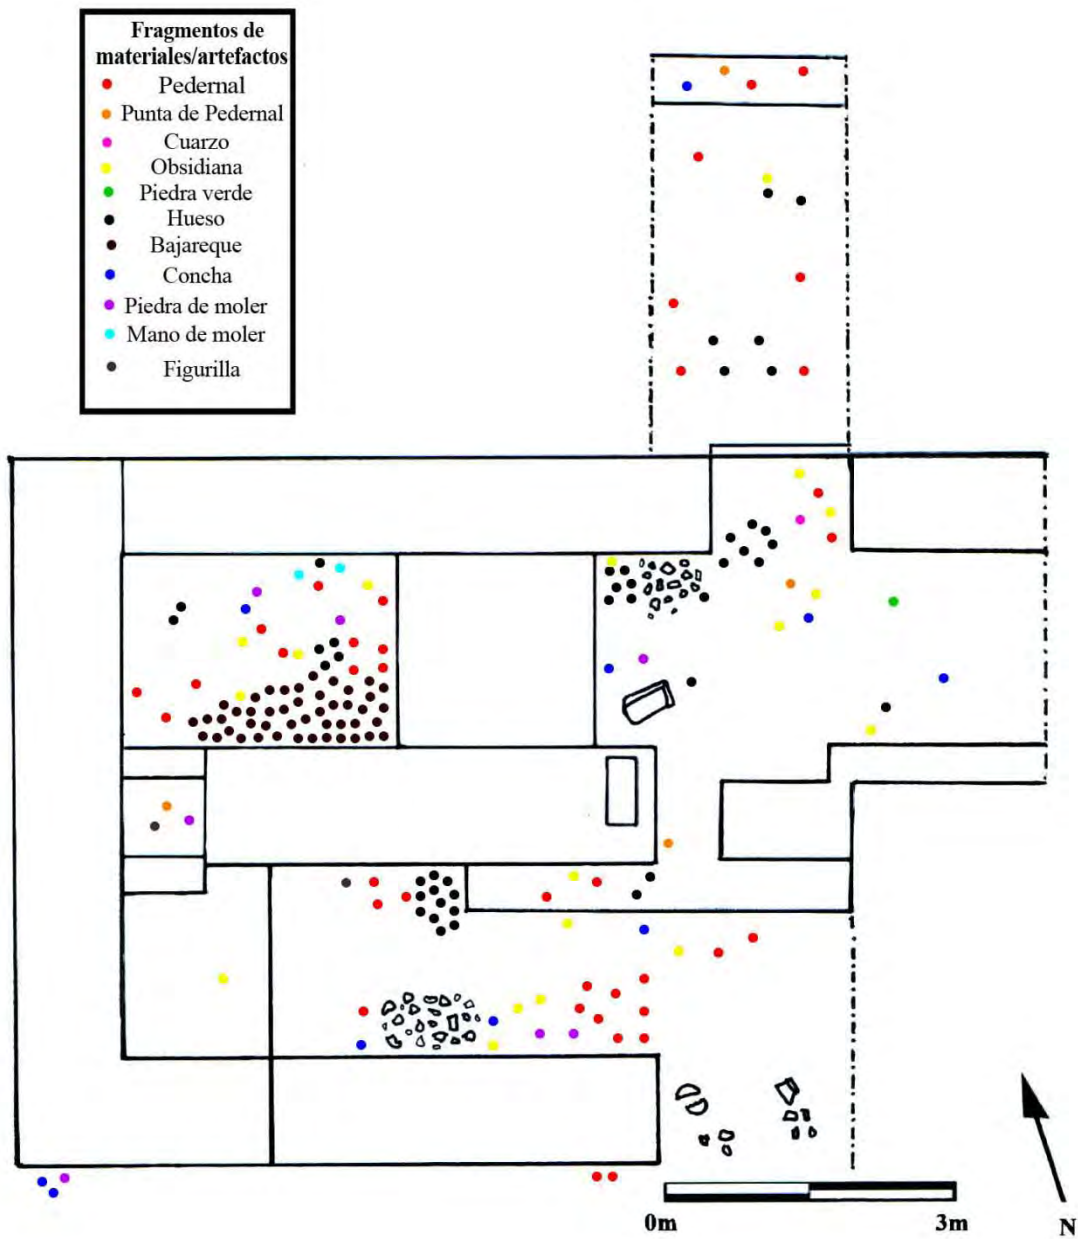 Fragmentos de
materiales/artefactos
Pedernal
Punta de Pedernal
Cuarzo
Obsidiana
Piedra verde
Hueso
Bajareque
Concha
Piedra de moler
Mano de moler
Figurilla
0m
3m
N